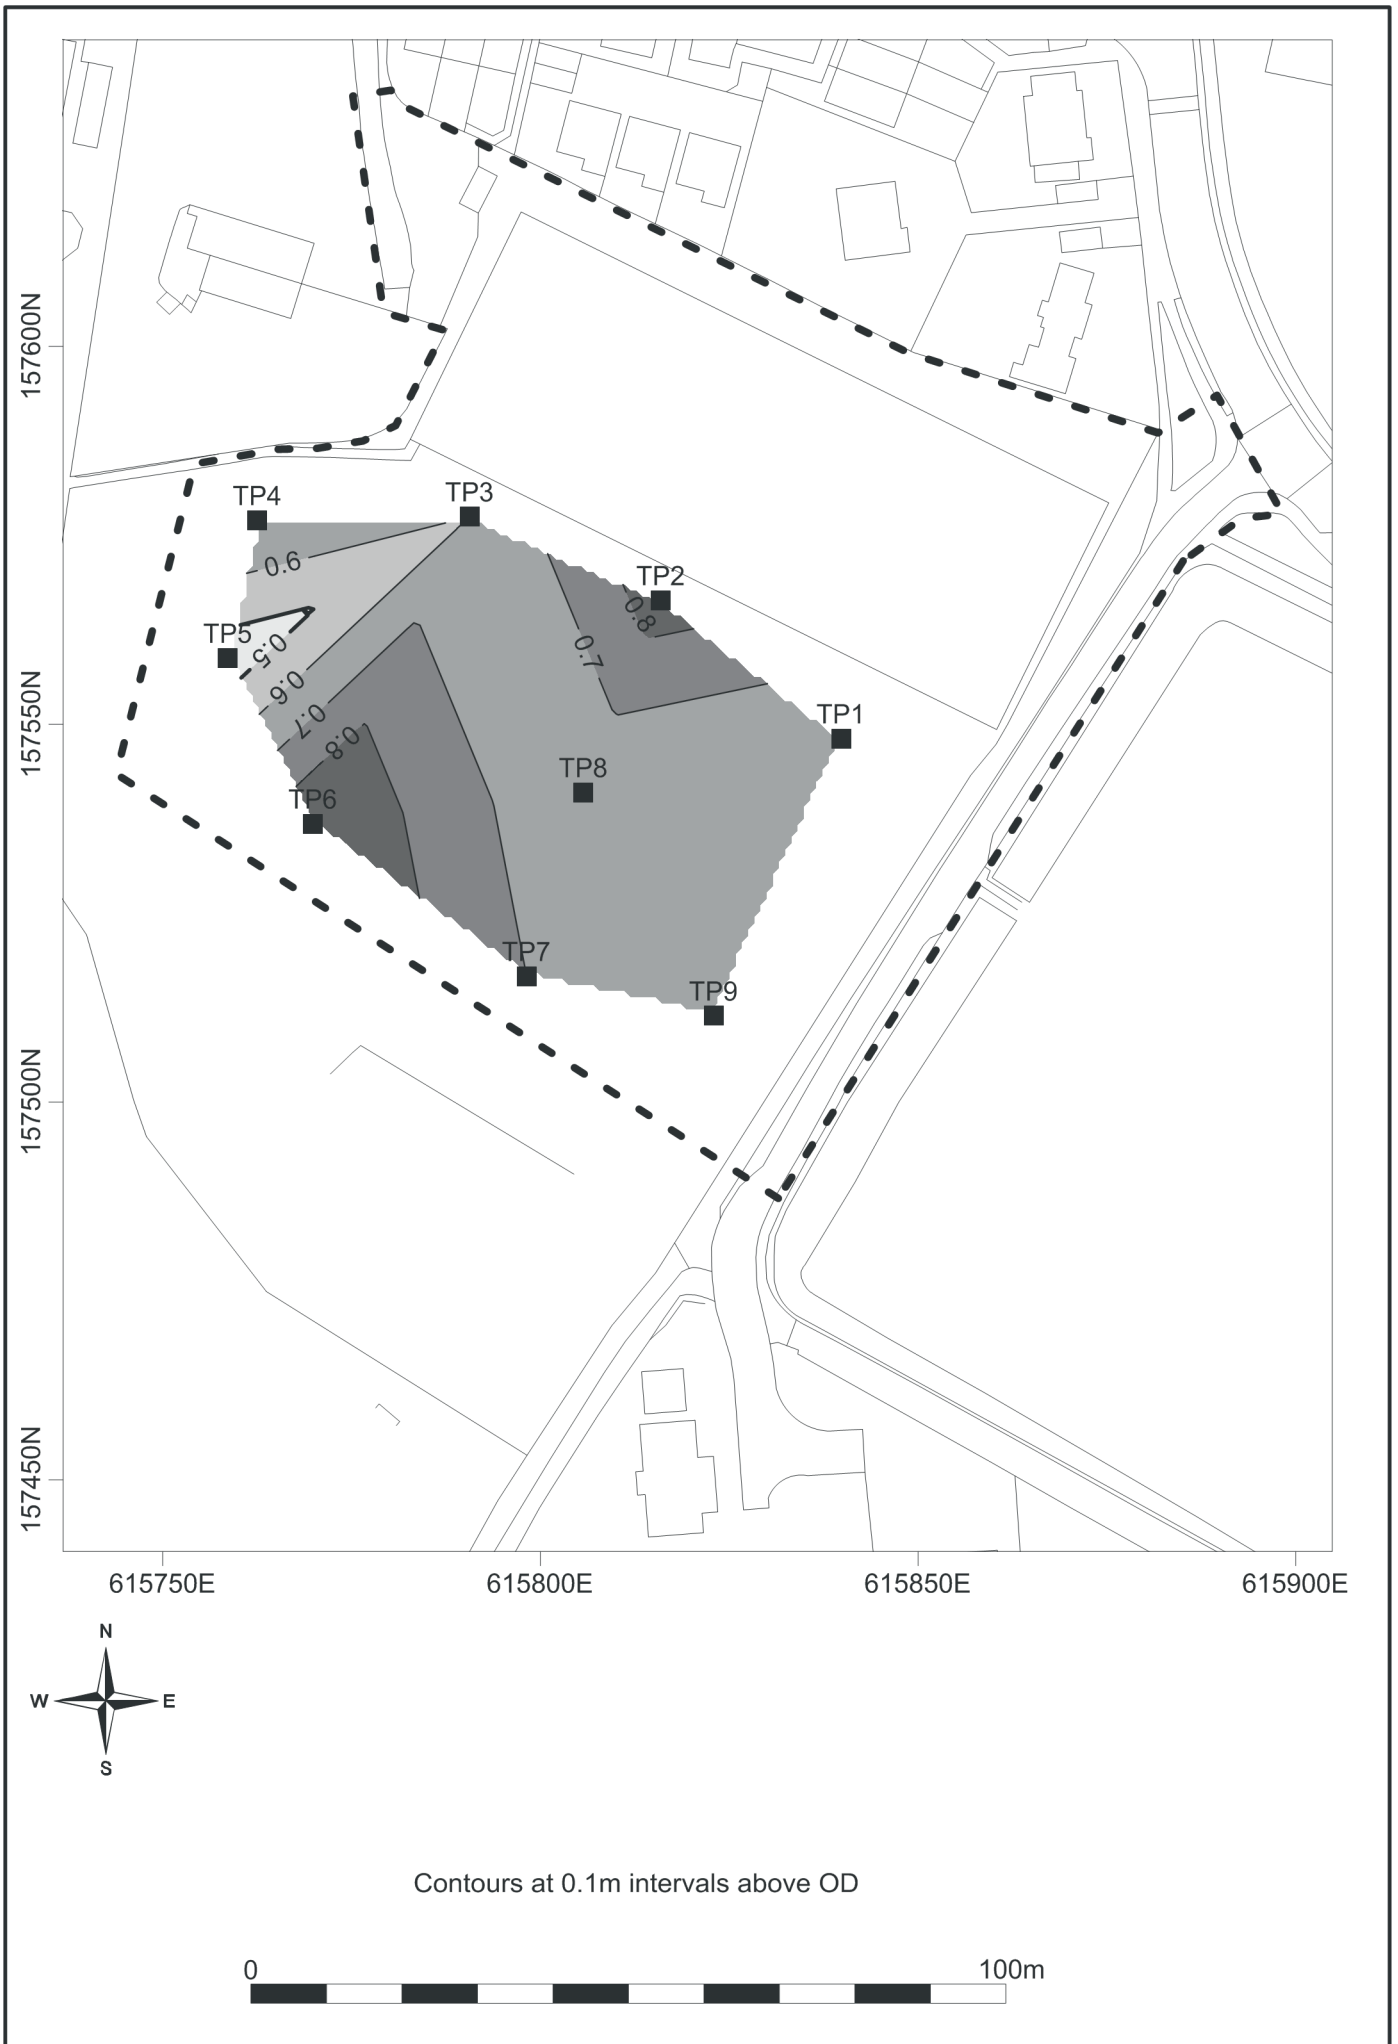 157600N
157550N
157500N
157450N
TP4
TP3
0.6
TP2
0.8
TP5
0.5
0.7
0.6
0.7
TP1
0.8
TP8
TP6
TP7
TP9
615750E
615800E
615850E
615900E
N
W
E
S
Contours at 0.1m intervals above OD
0
100m